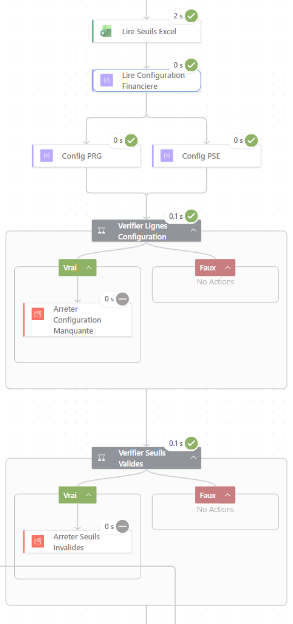 2 s
Lire Seuils Excel
0 s
Lire Configuration
Financiere
0 s
Config PRG
0 s
Config PSE
0.1 s
Verifier Lignes
Configuration
Vrai
Faux
No Actions
0 s
Arreter
Configuration
Manquante
0.1 s
Verifier Seuils
Valides
Vrai
Faux
No Actions
0 s
Arreter Seuils
Invalides